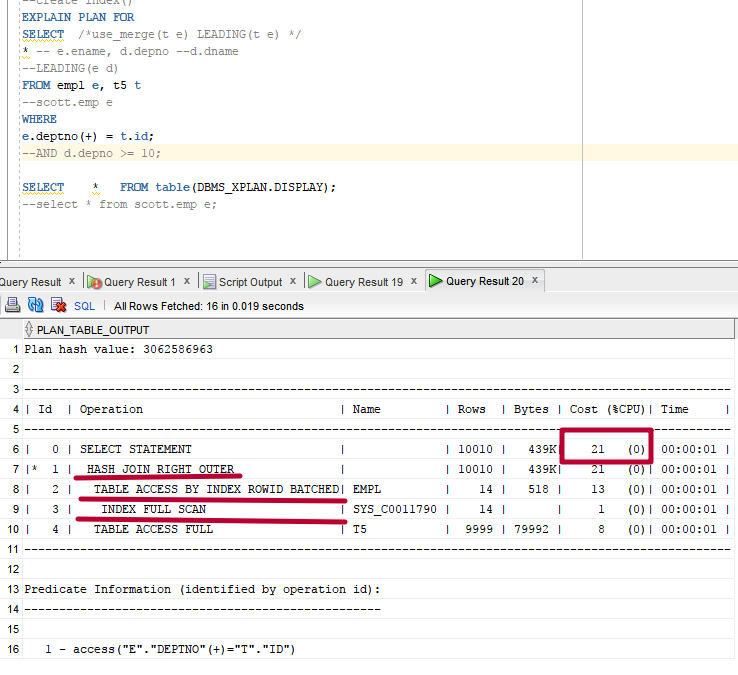 --create index()
EXPLAIN PLAN FOR
SELECT  /*use_merge(t e) LEADING(t e) */
* -- e.ename, d.depno --d.dname
--LEADING(e d)
FROM empl e, t5 t
--scott.emp e
WHERE
e.deptno(+) = t.id;
--AND d.depno >= 10;
SELECT    *   FROM table(DBMS_XPLAN.DISPLAY);
--select * from scott.emp e;
Query Result x Query Result 1 x Script Output x Query Result 19 x Query Result 20 x
SQL | All Rows Fetched: 16 in 0.019 seconds
PLAN_TABLE_OUTPUT
1 Plan hash value: 3062586963
2
3 ------------------------------------------------------------------------------------------------------
4 | Id  | Operation                            | Name         | Rows  | Bytes | Cost (%CPU)| Time     |
5 ------------------------------------------------------------------------------------------------------
6 |   0 | SELECT STATEMENT                     |              | 10010 |   439K|    21   (0)| 00:00:01 |
7 |*  1 |  HASH JOIN RIGHT OUTER               |              | 10010 |   439K|    21   (0)| 00:00:01 |
8 |   2 |   TABLE ACCESS BY INDEX ROWID BATCHED| EMPL         |    14 |   518 |    13   (0)| 00:00:01 |
9 |   3 |    INDEX FULL SCAN                   | SYS_C0011790 |    14 |       |     1   (0)| 00:00:01 |
10 |   4 |   TABLE ACCESS FULL                  | T5           |  9999 | 79992 |     8   (0)| 00:00:01 |
11 ------------------------------------------------------------------------------------------------------
12
13 Predicate Information (identified by operation id):
14 ---------------------------------------------------
15
16    1 - access("E"."DEPTNO"(+)="T"."ID")